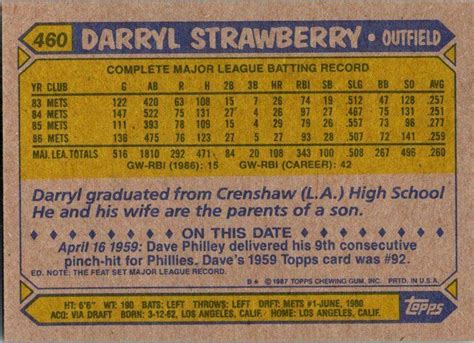 460 DARRYL STRAWBERRY • OUTFIELD
COMPLETE MAJOR LEAGUE BATTING RECORD
YR CLUB G AB R H 2B 3B HR RBI SB SLG BB SO AVG
83 METS 122 420 63 108 15 7 26 74 19 .512 47 128 .257
84 METS 147 522 75 131 27 4 26 97 27 .467 75 131 .251
85 METS 111 393 78 109 15 4 29 79 26 .557 73 96 .277
86 METS 136 475 76 123 27 5 27 93 28 .507 72 141 .259
MAJ. LEA. TOTALS 516 1810 292 471 84 20 108 343 100 .508 267 496 .260
GW-RBI (1986): 15 GW-RBI (CAREER): 42
Darryl graduated from Crenshaw (L.A.) High School
He and his wife are the parents of a son.
ON THIS DATE
April 16 1959: Dave Philley delivered his 9th consecutive
pinch-hit for Phillies. Dave's 1959 Topps card was #92.
ED. NOTE: THE FEAT SET MAJOR LEAGUE RECORD.
B* © 1987 TOPPS CHEWING GUM, INC. PRTD. IN U.S.A.
HT: 6'6" WT: 190 BATS: LEFT THROWS: LEFT DRFT: METS #1-JUNE, 1980
ACQ: VIA DRAFT BORN: 3-12-62, LOS ANGELES, CALIF. HOME: LOS ANGELES, CALIF.
topps